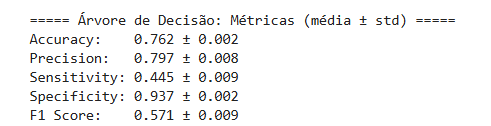 ===== Árvore de Decisão: Métricas (média ± std) =====
Accuracy:    0.762 ± 0.002
Precision:   0.797 ± 0.008
Sensitivity: 0.445 ± 0.009
Specificity: 0.937 ± 0.002
F1 Score:    0.571 ± 0.009